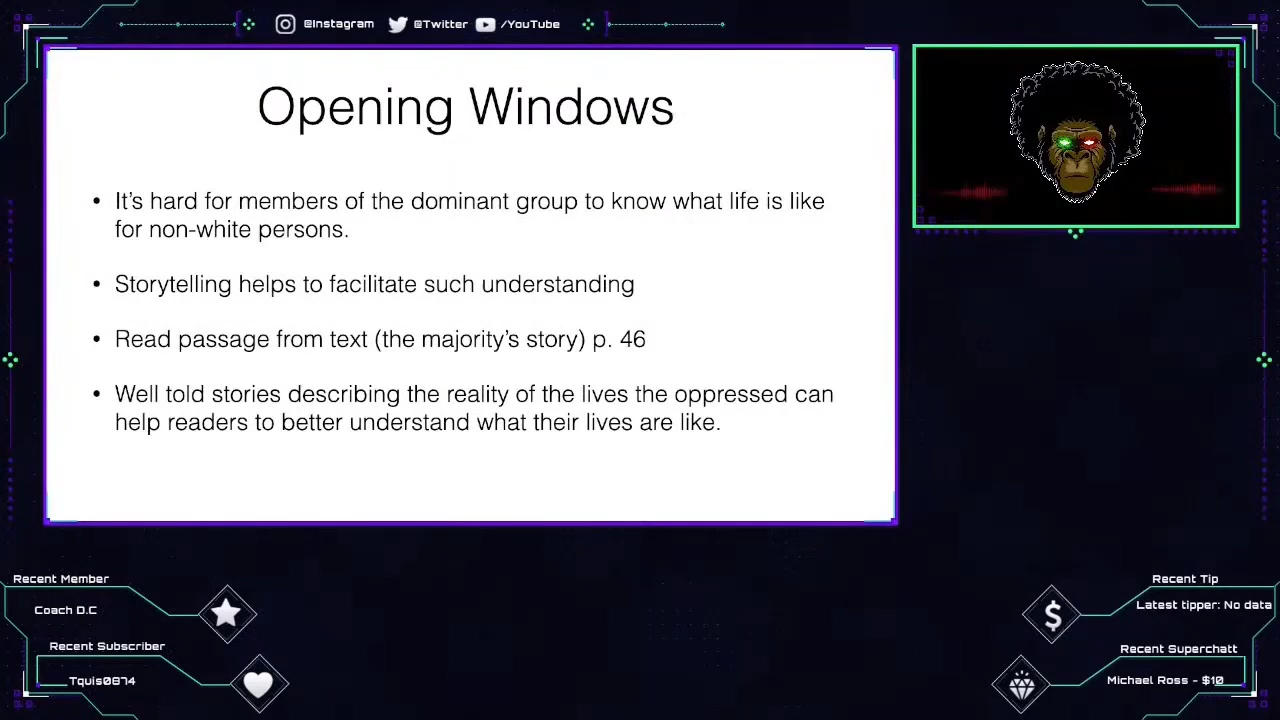 @Instagram @Twitter /YouTube
Opening Windows
• It's hard for members of the dominant group to know what life is like
for non-white persons.
• Storytelling helps to facilitate such understanding
• Read passage from text (the majority's story) p. 46
• Well told stories describing the reality of the lives the oppressed can
help readers to better understand what their lives are like.
Recent Member
Coach D.C
Recent Subscriber
Tquis0874
Recent Tip
Latest tipper: No data
Recent Superchatt
Michael Ross - $10